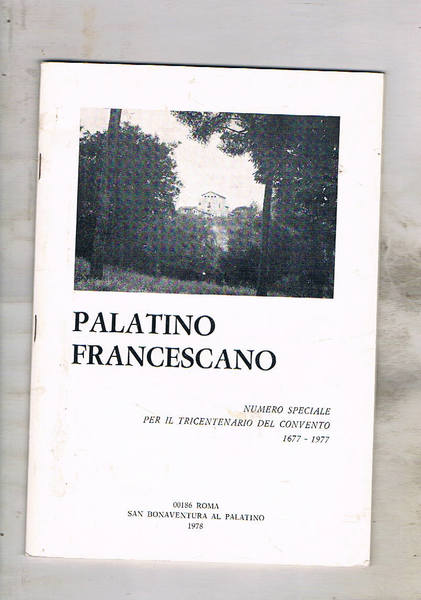 PALATINO
FRANCESCANO
NUMERO SPECIALE
PER IL TRICENTENARIO DEL CONVENTO
1677 - 1977
00186 ROMA
SAN BONAVENTURA AL PALATINO
1978